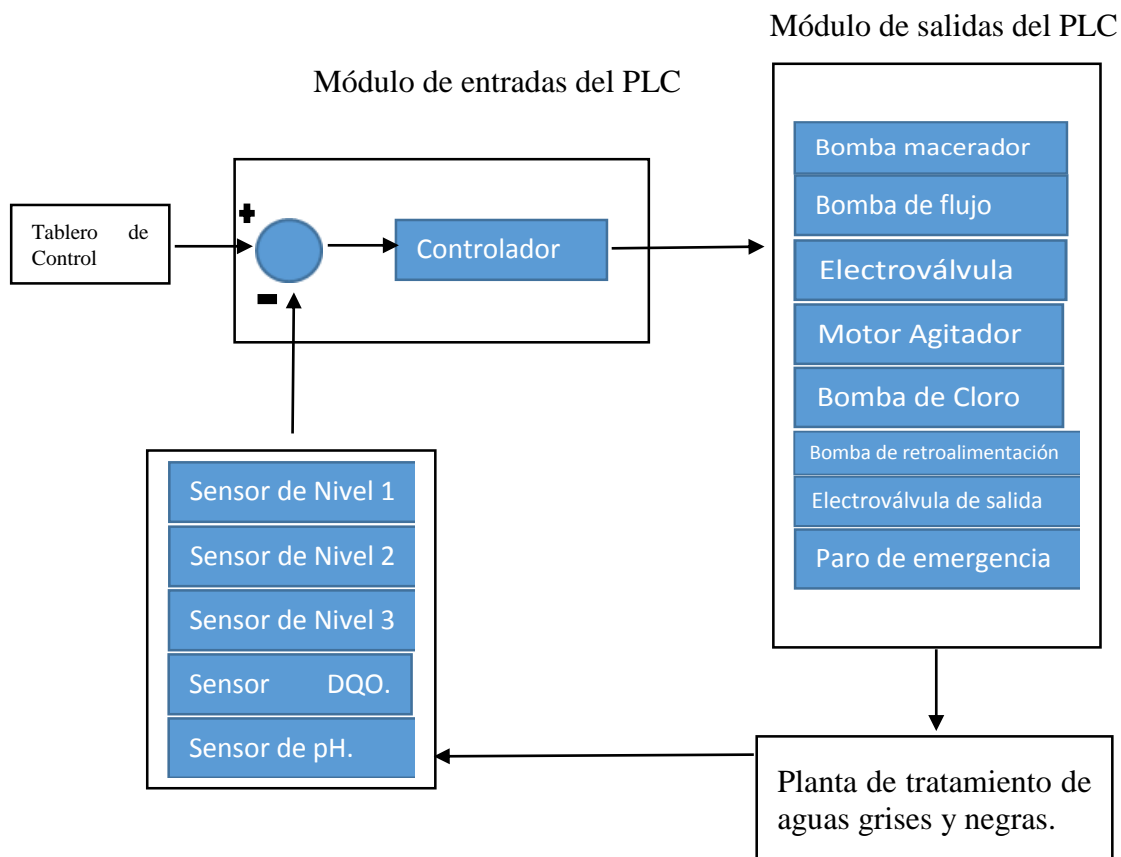 Módulo de salidas del PLC
Módulo de entradas del PLC
Tablero de
Control
+
-
Controlador
Bomba macerador
Bomba de flujo
Electroválvula
Motor Agitador
Bomba de Cloro
Bomba de retroalimentación
Electroválvula de salida
Paro de emergencia
Sensor de Nivel 1
Sensor de Nivel 2
Sensor de Nivel 3
Sensor DQO.
Sensor de pH.
Planta de tratamiento de
aguas grises y negras.